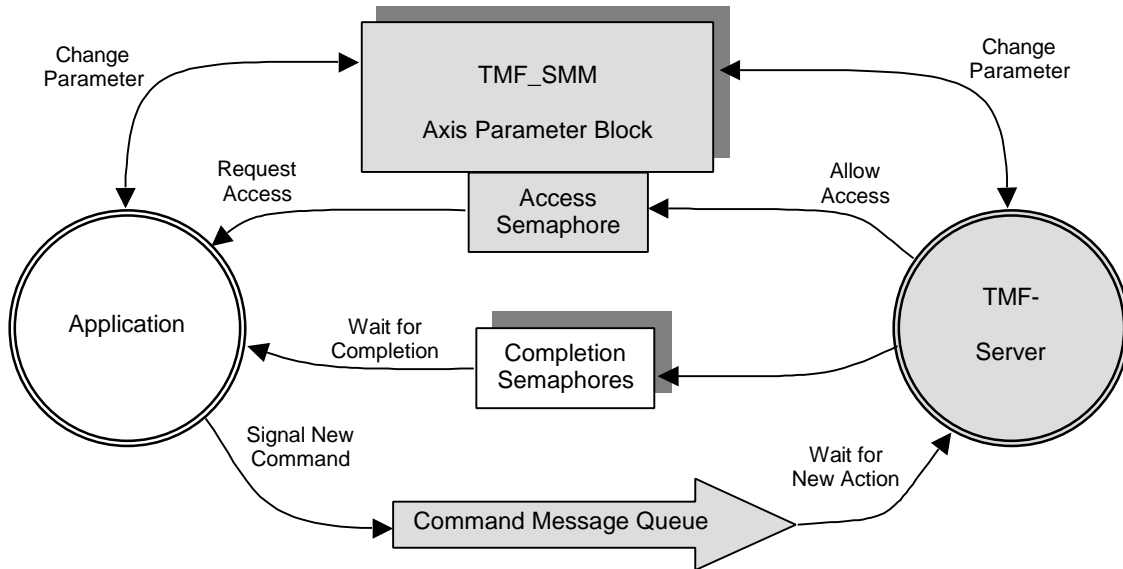 Change
Parameter
TMF_SMM
Axis Parameter Block
Change
Parameter
Request
Access
Access
Semaphore
Allow
Access
Application
Wait for
Completion
Completion
Semaphores
TMF-
Server
Signal New
Command
Command Message Queue
Wait for
New Action